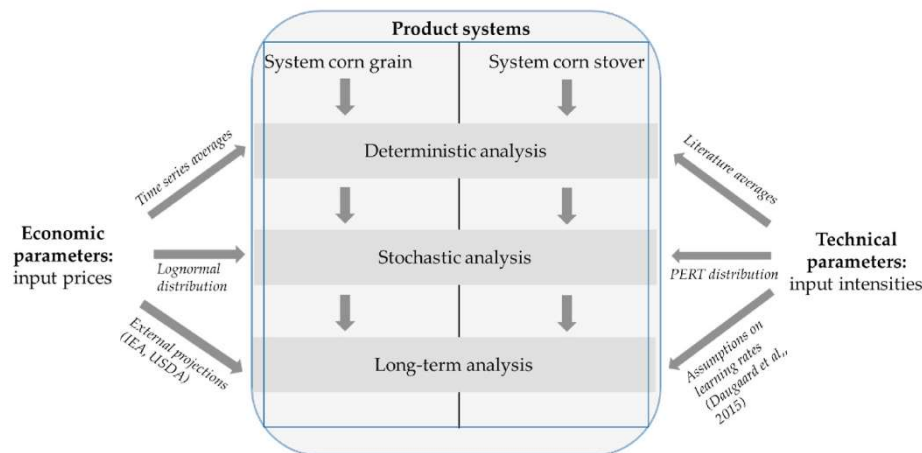 Product systems
System corn grain
System corn stover
Deterministic analysis
Stochastic analysis
Long-term analysis
Economic
parameters:
input prices
Time series averages
Lognormal
distribution
External projections
(IEA, USDA)
Technical
parameters:
input intensities
Literature averages
PERT distribution
Assumptions on
learning rates
(Daugaard et al.,
2015)